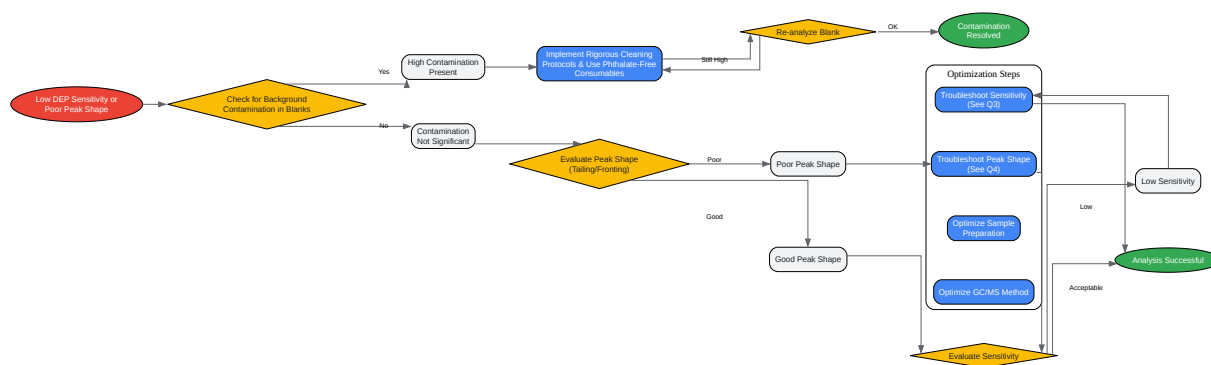 Low DEP Sensitivity or
Poor Peak Shape
Check for Background
Contamination in Blanks
Yes
High Contamination
Present
Implement Rigorous Cleaning
Protocols & Use Phthalate-Free
Consumables
Still High
Re-analyze Blank
OK
Contamination
Resolved
No
Contamination
Not Significant
Evaluate Peak Shape
(Tailing/Fronting)
Poor
Poor Peak Shape
Good
Good Peak Shape
Optimization Steps
Troubleshoot Sensitivity
(See Q3)
Troubleshoot Peak Shape
(See Q4)
Optimize Sample
Preparation
Optimize GC/MS Method
Evaluate Sensitivity
Low Sensitivity
Low
Analysis Successful
Acceptable